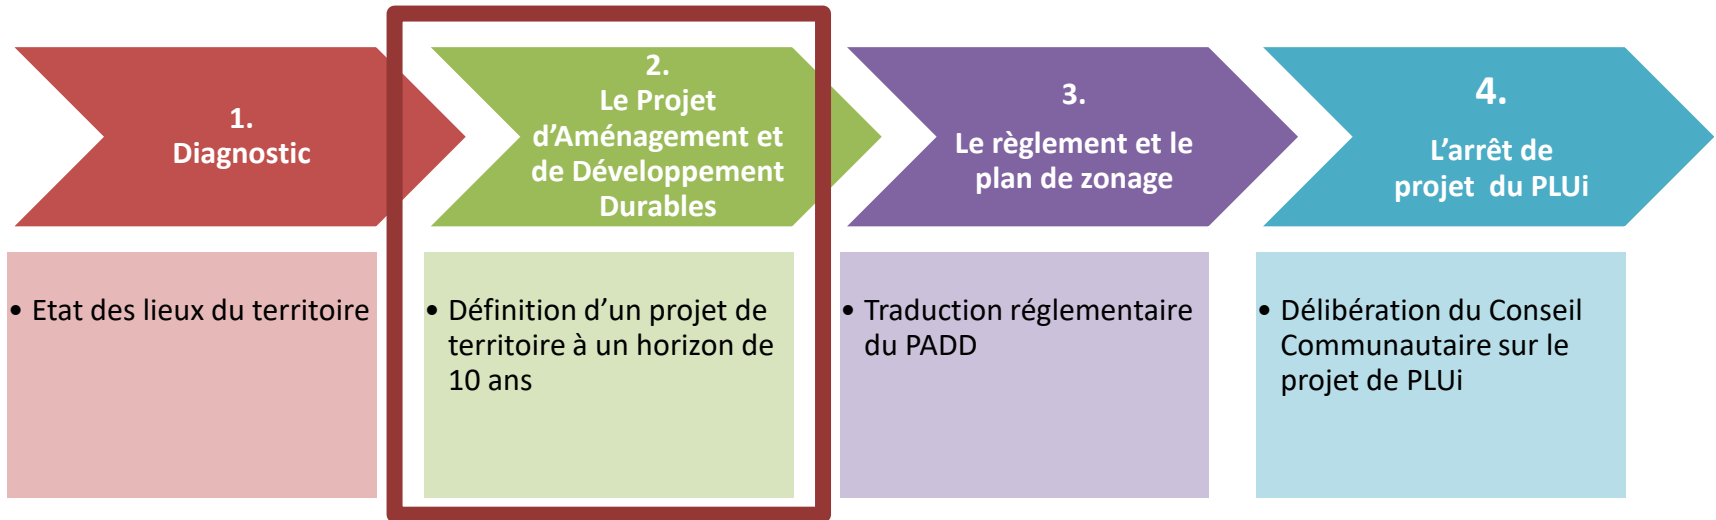 1.
Diagnostic
2.
Le Projet
d’Aménagement et
de Développement
Durables
3.
Le règlement et le
plan de zonage
4.
L’arrêt de
projet  du PLUi
• Etat des lieux du territoire
• Définition d’un projet de
territoire à un horizon de
10 ans
• Traduction réglementaire
du PADD
• Délibération du Conseil
Communautaire sur le
projet de PLUi